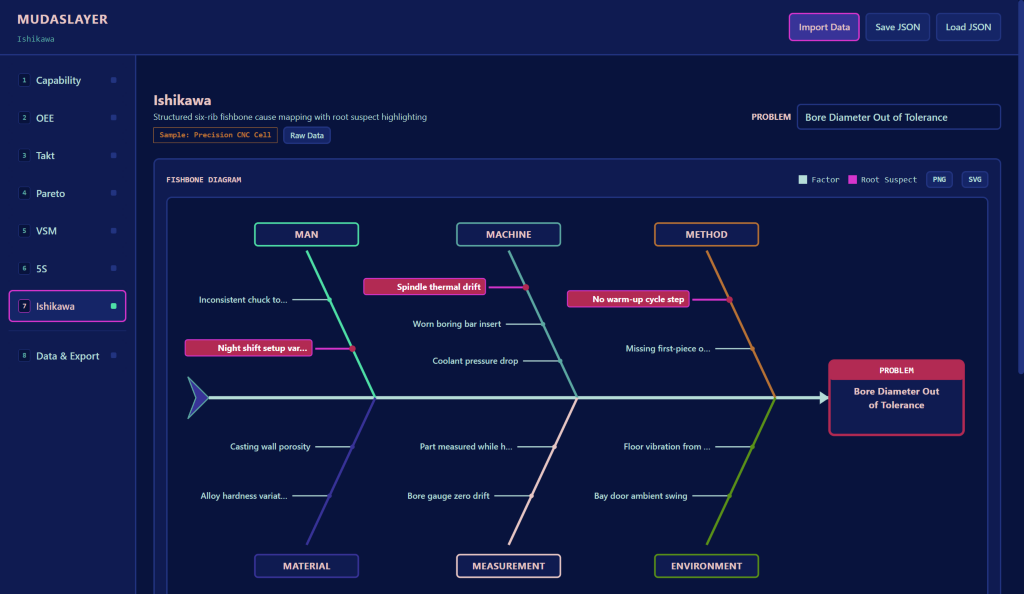 MUDASLAYER
Ishikawa
Import Data
Save JSON
Load JSON
1 Capability
2 OEE
3 Takt
4 Pareto
5 VSM
6 5S
7 Ishikawa
8 Data & Export
Ishikawa
Structured six-rib fishbone cause mapping with root suspect highlighting
Sample: Precision CNC Cell
Raw Data
PROBLEM
Bore Diameter Out of Tolerance
FISHBONE DIAGRAM
Factor
Root Suspect
PNG
SVG
MAN
MACHINE
METHOD
Spindle thermal drift
Inconsistent chuck to...
No warm-up cycle step
Worn boring bar insert
Night shift setup var...
Missing first-piece o...
Coolant pressure drop
PROBLEM
Bore Diameter Out
of Tolerance
Casting wall porosity
Part measured while h...
Floor vibration from ...
Alloy hardness variat...
Bore gauge zero drift
Bay door ambient swing
MATERIAL
MEASUREMENT
ENVIRONMENT